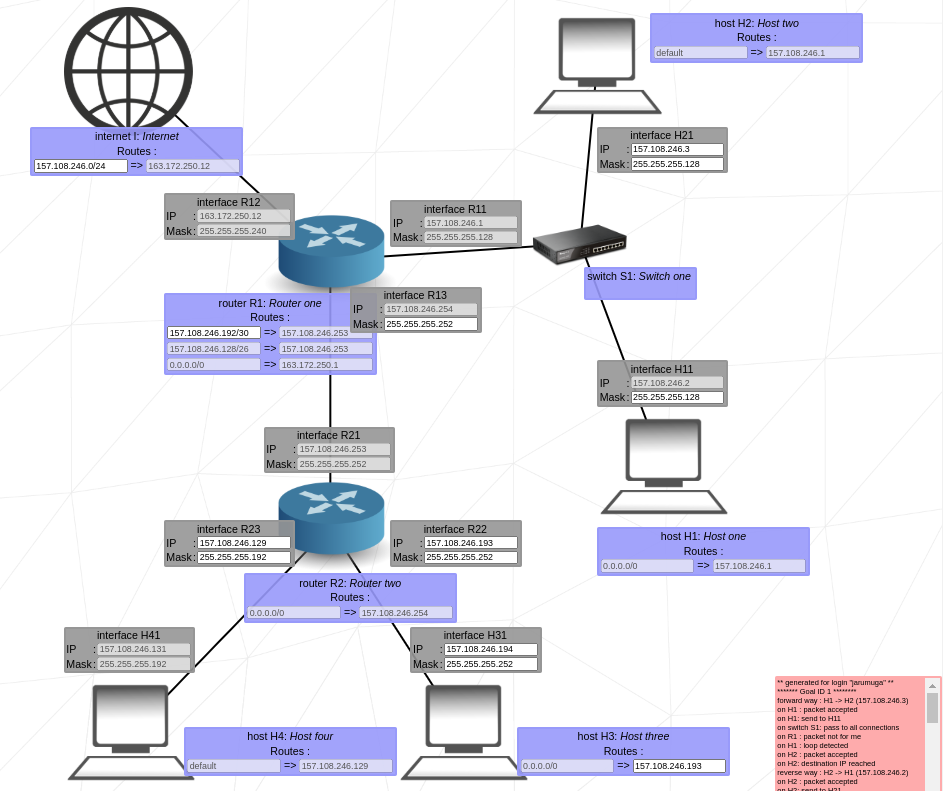 host H2: Host two
Routes :
default => 157.108.246.1
interface H21
IP : 157.108.246.3
Mask : 255.255.255.128
internet I: Internet
Routes :
157.108.246.0/24 => 163.172.250.12
interface R12
IP : 163.172.250.12
Mask : 255.255.255.240
interface R11
IP : 157.108.246.1
Mask : 255.255.255.128
switch S1: Switch one
interface R13
IP : 157.108.246.254
Mask : 255.255.255.252
router R1: Router one
Routes :
157.108.246.192/30 => 157.108.246.253
157.108.246.128/26 => 157.108.246.253
0.0.0.0/0 => 163.172.250.1
interface H11
IP : 157.108.246.2
Mask : 255.255.255.128
interface R21
IP : 157.108.246.253
Mask : 255.255.255.252
interface R23
IP : 157.108.246.129
Mask : 255.255.255.192
interface R22
IP : 157.108.246.193
Mask : 255.255.255.252
host H1: Host one
Routes :
0.0.0.0/0 => 157.108.246.1
router R2: Router two
Routes :
0.0.0.0/0 => 157.108.246.254
interface H41
IP : 157.108.246.131
Mask : 255.255.255.192
interface H31
IP : 157.108.246.194
Mask : 255.255.255.252
host H4: Host four
Routes :
default => 157.108.246.129
host H3: Host three
Routes :
0.0.0.0/0 => 157.108.246.193
** generated for login "jarumuga" **
******* Goal ID 1 ********
forward way : H1 -> H2 (157.108.246.3)
on H1 : packet accepted
on H1: send to H11
on switch S1: pass to all connections
on R1 : packet not for me
on H1 : loop detected
on H2 : packet accepted
on H2: destination IP reached
reverse way : H2 -> H1 (157.108.246.2)
on H2 : packet accepted
on H2: send to H21